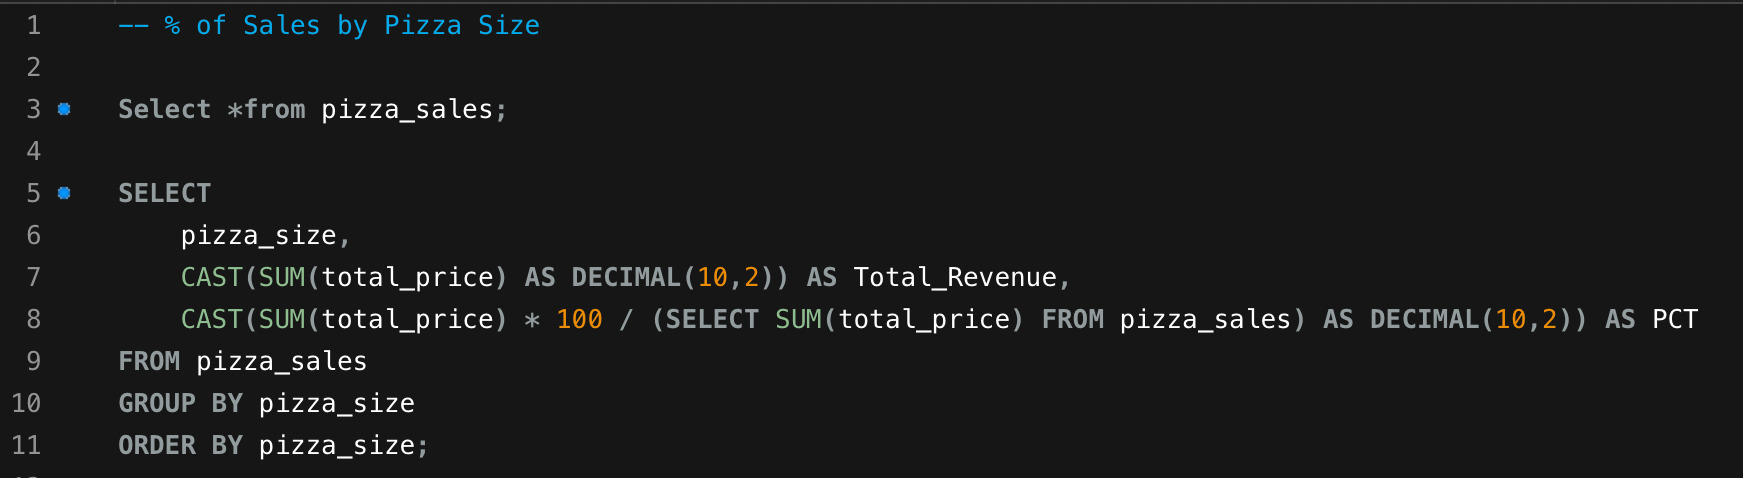 1 -- % of Sales by Pizza Size
2
3 Select *from pizza_sales;
4
5 SELECT
6 pizza_size,
7 CAST(SUM(total_price) AS DECIMAL(10,2)) AS Total_Revenue,
8 CAST(SUM(total_price) * 100 / (SELECT SUM(total_price) FROM pizza_sales) AS DECIMAL(10,2)) AS PCT
9 FROM pizza_sales
10 GROUP BY pizza_size
11 ORDER BY pizza_size;